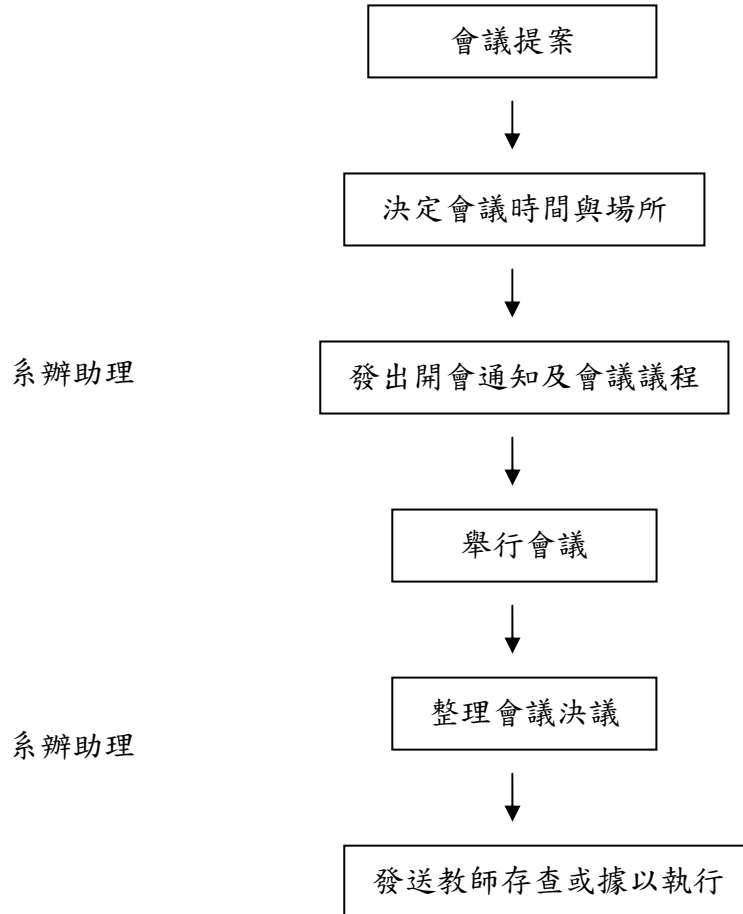 會議提案
決定會議時間與場所
系辦助理
發出開會通知及會議議程
舉行會議
整理會議決議
系辦助理
發送教師存查或據以執行